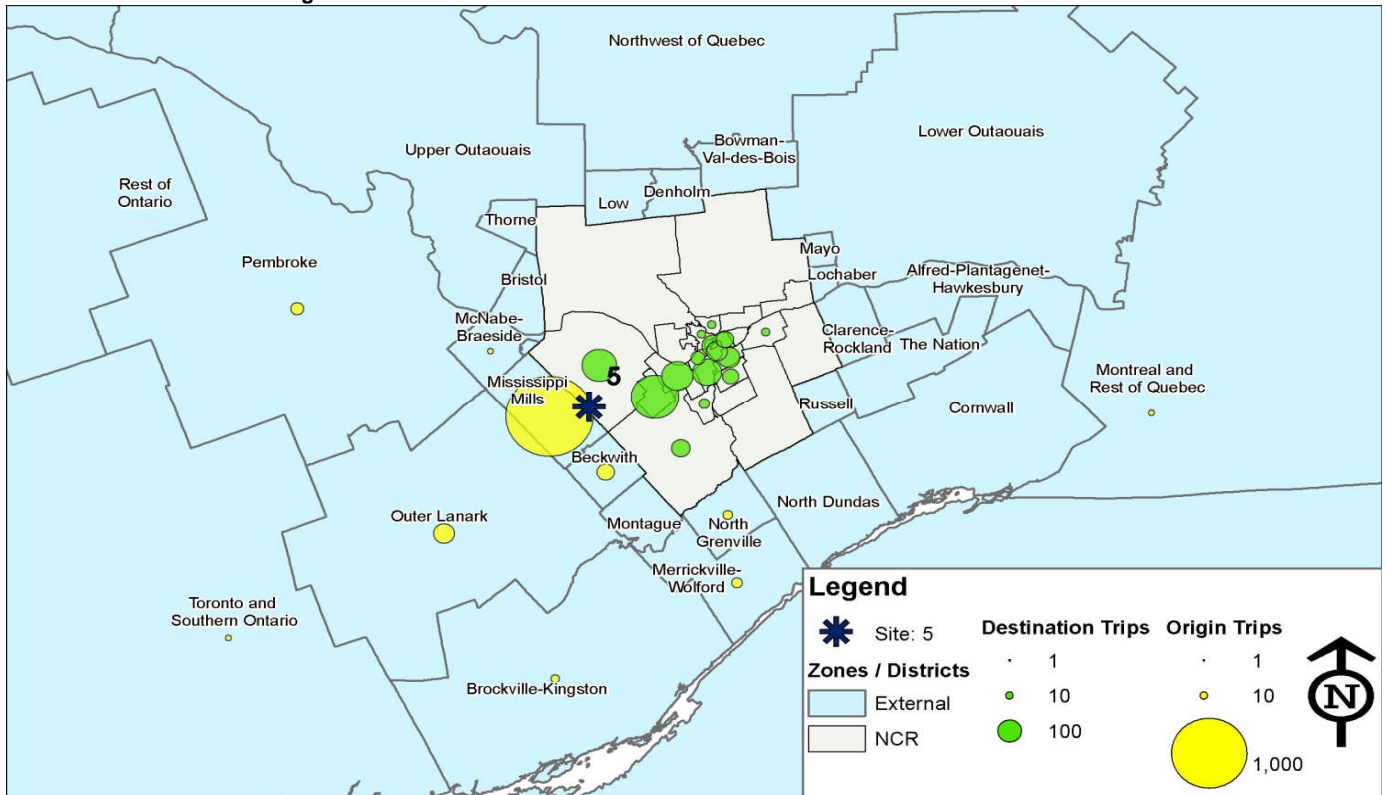 Northwest of Quebec
Lower Outaouais
Bowman-
Val-des-Bois
Upper Outaouais
Rest of
Ontario
Denholm
Low
Thorne
Mayo
Pembroke
Lochaber
Alfred-Plantagenet-
Hawkesbury
Bristol
McNabe-
Braeside
Clarence-
Rockland
The Nation
Montreal and
Rest of Quebec
5
Mississippi
Mills
Russell
Cornwall
Beckwith
North Dundas
Outer Lanark
Montague
North
Grenville
Merrickville-
Wolford
Toronto and
Southern Ontario
Brockville-Kingston
Legend
Site: 5
Zones / Districts
External
NCR
Destination Trips
1
10
100
Origin Trips
1
10
1,000
N